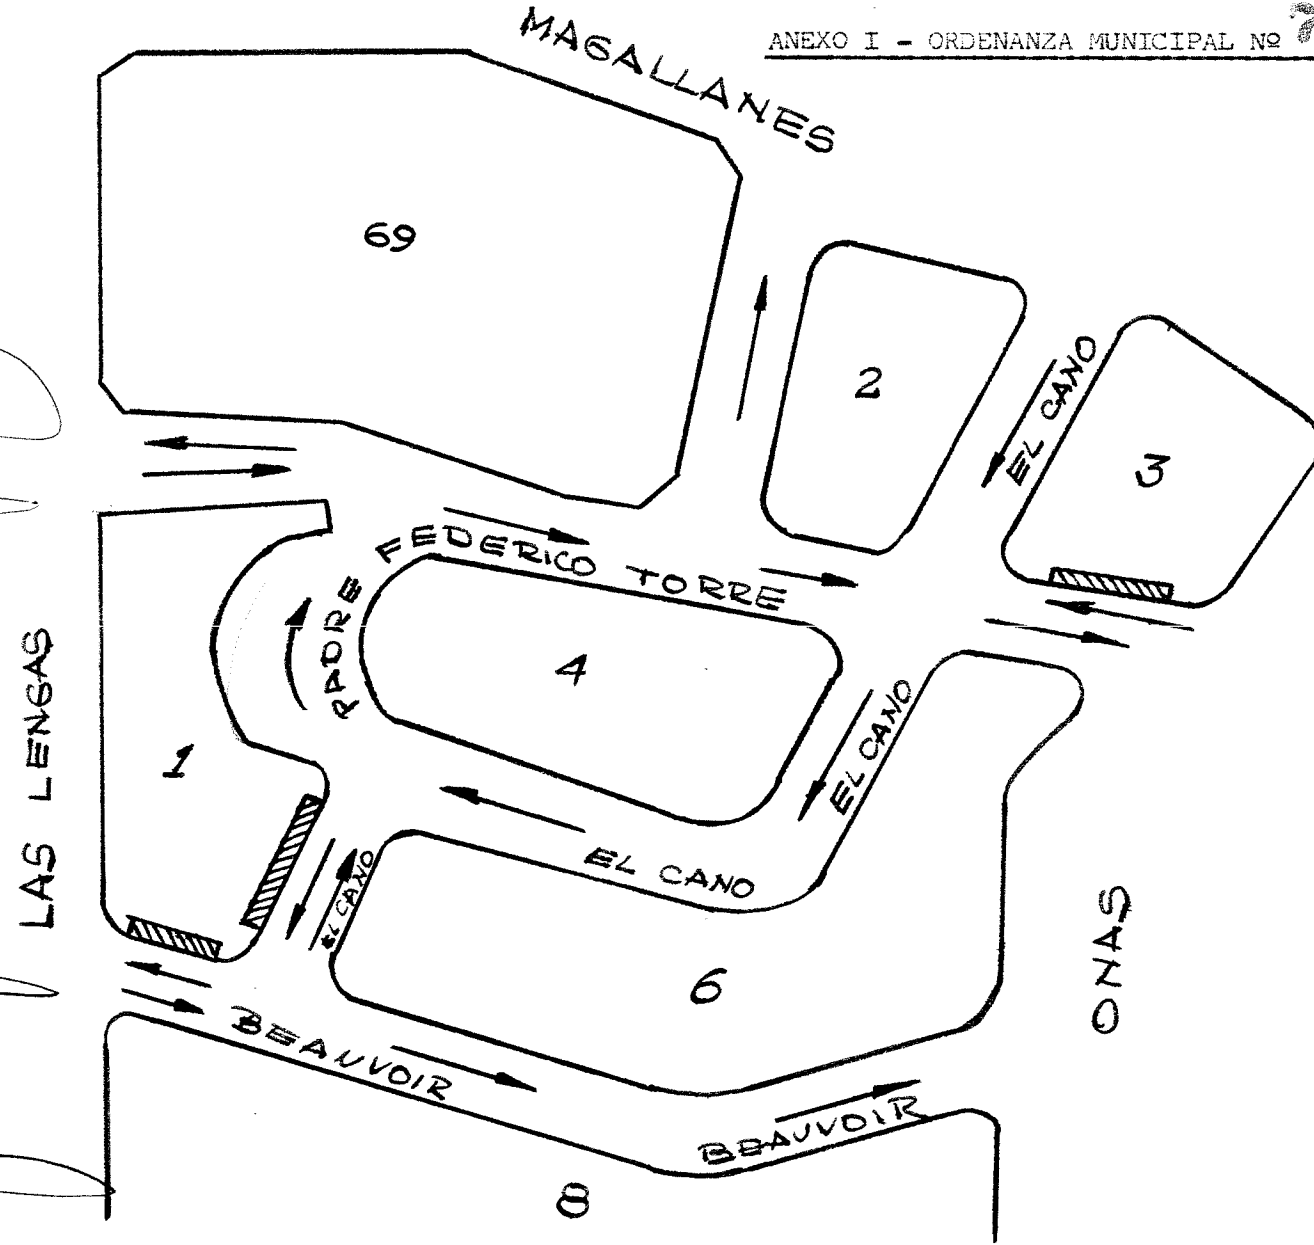 ANEXO I - ORDENANZA MUNICIPAL Nº
MAGALLANES
69
2
EL CANO
3
PADRE FEDERICO TORRE
4
EL CANO
LAS LENGAS
1
EL CANO
EL CANO
6
ONAS
BEAUVOIR
BEAUVOIR
8